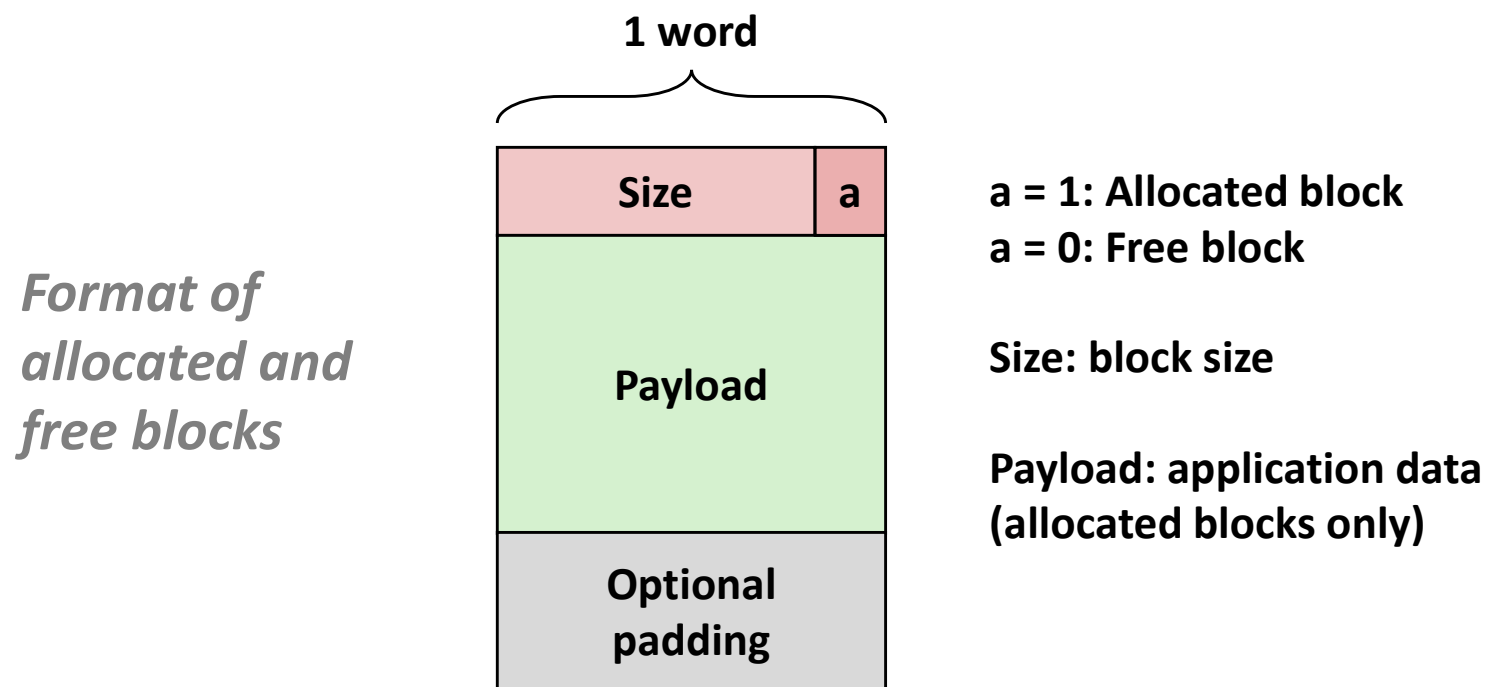 1 word
Size
a
a = 1: Allocated block
a = 0: Free block
Format of
allocated and
free blocks
Payload
Size: block size
Payload: application data
(allocated blocks only)
Optional
padding